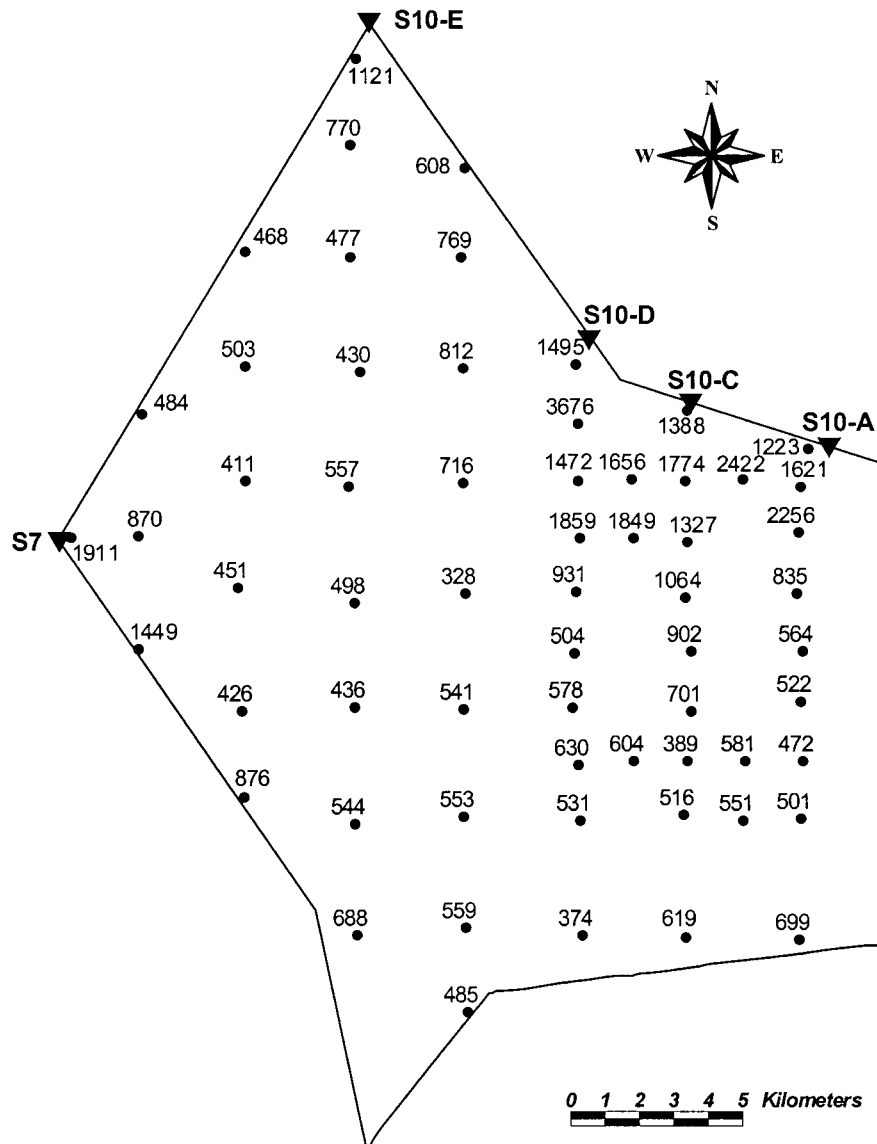 S10-E
1121
N
770
W E
608
S
468 477 769
S10-D
503 430 812 1495
S10-C
484 3676 1388
S10-A
1223
411 557 716 1472 1656 1774 2422 1621
870 1859 1849 1327 2256
S7
1911
451 498 328 931 1064 835
1449 504 902 564
426 436 541 578 701 522
876 630 604 389 581 472
544 553 531 516 551 501
688 559 374 619 699
485
0 1 2 3 4 5 Kilometers